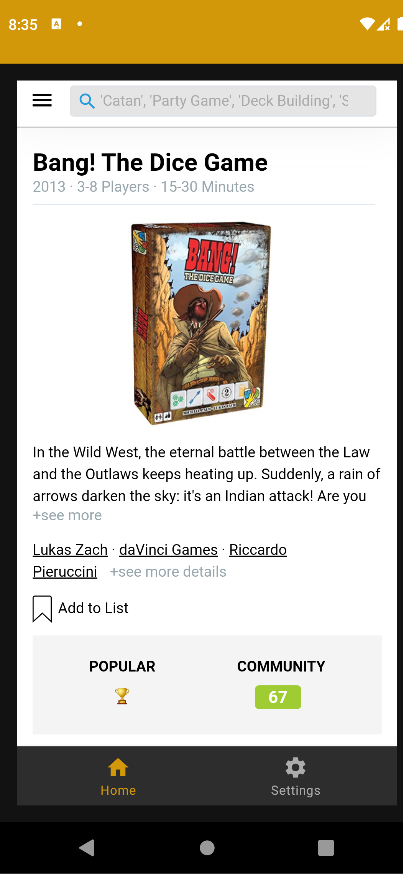 8:35 A
'Catan', 'Party Game', 'Deck Building', 'S
Bang! The Dice Game
2013 · 3-8 Players · 15-30 Minutes
BANG!
THE DICE GAME
BANG!
In the Wild West, the eternal battle between the Law
and the Outlaws keeps heating up. Suddenly, a rain of
arrows darken the sky: it's an Indian attack! Are you
+see more
Lukas Zach · daVinci Games · Riccardo
Pieruccini +see more details
Add to List
POPULAR COMMUNITY
🏆 67
Home Settings